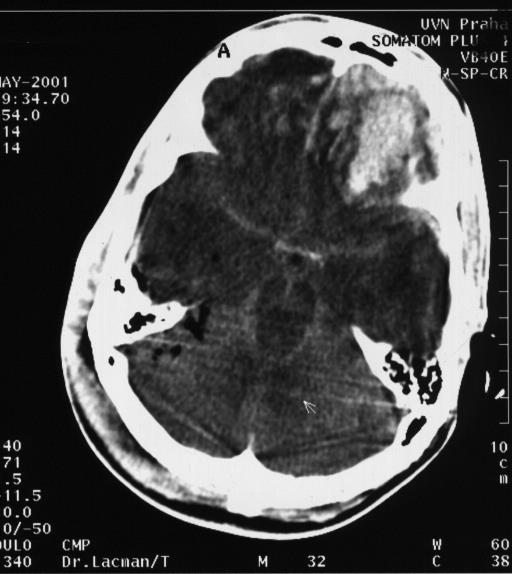 UVN Praha
SOMATOM PLU
VB40E
-SP-CR
A
AY-2001
9:34.70
54.0
14
14
40
71
.5
-11.5
0.0
0/-50
ULO CMP
340 Dr.Lacman/T M 32
10
c
m
W 60
C 38